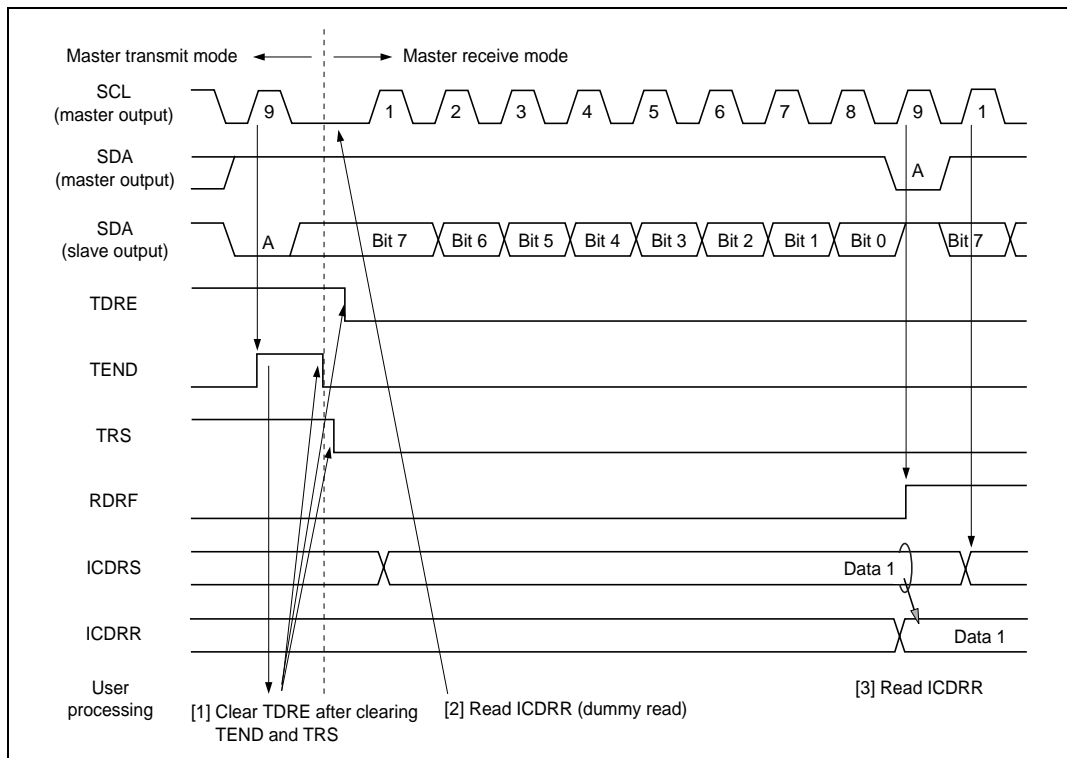 Master transmit mode
Master receive mode
SCL
(master output)
9
1
2
3
4
5
6
7
8
9
1
SDA
(master output)
A
SDA
(slave output)
A
Bit 7
Bit 6
Bit 5
Bit 4
Bit 3
Bit 2
Bit 1
Bit 0
Bit 7
TDRE
TEND
TRS
RDRF
ICDRS
Data 1
ICDRR
Data 1
User
processing
[1] Clear TDRE after clearing
TEND and TRS
[2] Read ICDRR (dummy read)
[3] Read ICDRR